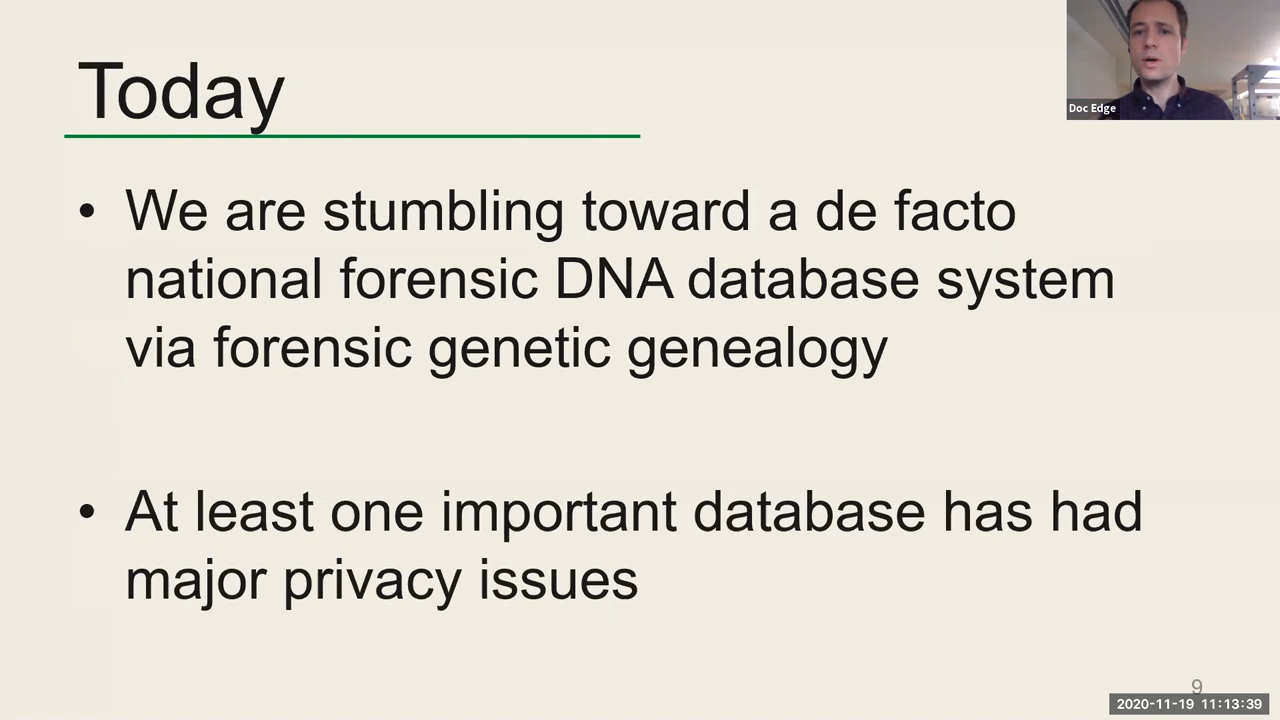 Today
Doc Edge
• We are stumbling toward a de facto
national forensic DNA database system
via forensic genetic genealogy
• At least one important database has had
major privacy issues
9
2020-11-19 11:13:39